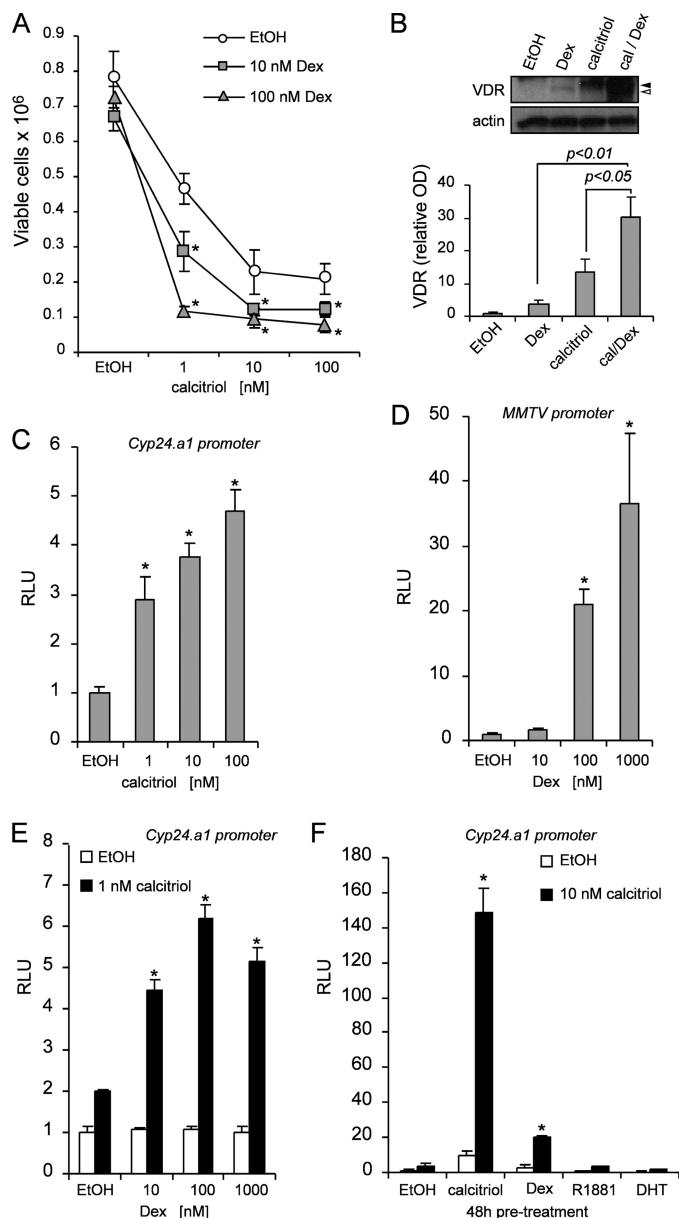 A
EtOH
10 nM Dex
100 nM Dex
Viable cells x 10⁶
0.9
0.8
0.7
0.6
0.5
0.4
0.3
0.2
0.1
0
*
*
*
*
*
*
EtOH 1 10 100
calcitriol [nM]
B
EtOH Dex calcitriol cal / Dex
VDR
actin
p<0.01
p<0.05
VDR (relative OD)
40
30
20
10
0
EtOH Dex calcitriol cal/Dex
C
Cyp24.a1 promoter
RLU
6
5
4
3
2
1
0
* * *
EtOH 1 10 100
calcitriol [nM]
D
MMTV promoter
RLU
50
40
30
20
10
0
* *
EtOH 10 100 1000
Dex [nM]
E
Cyp24.a1 promoter
EtOH
1 nM calcitriol
RLU
8
7
6
5
4
3
2
1
0
* * *
EtOH 10 100 1000
Dex [nM]
F
Cyp24.a1 promoter
EtOH
10 nM calcitriol
RLU
180
160
140
120
100
80
60
40
20
0
* *
EtOH calcitriol Dex R1881 DHT
48h pre-treatment